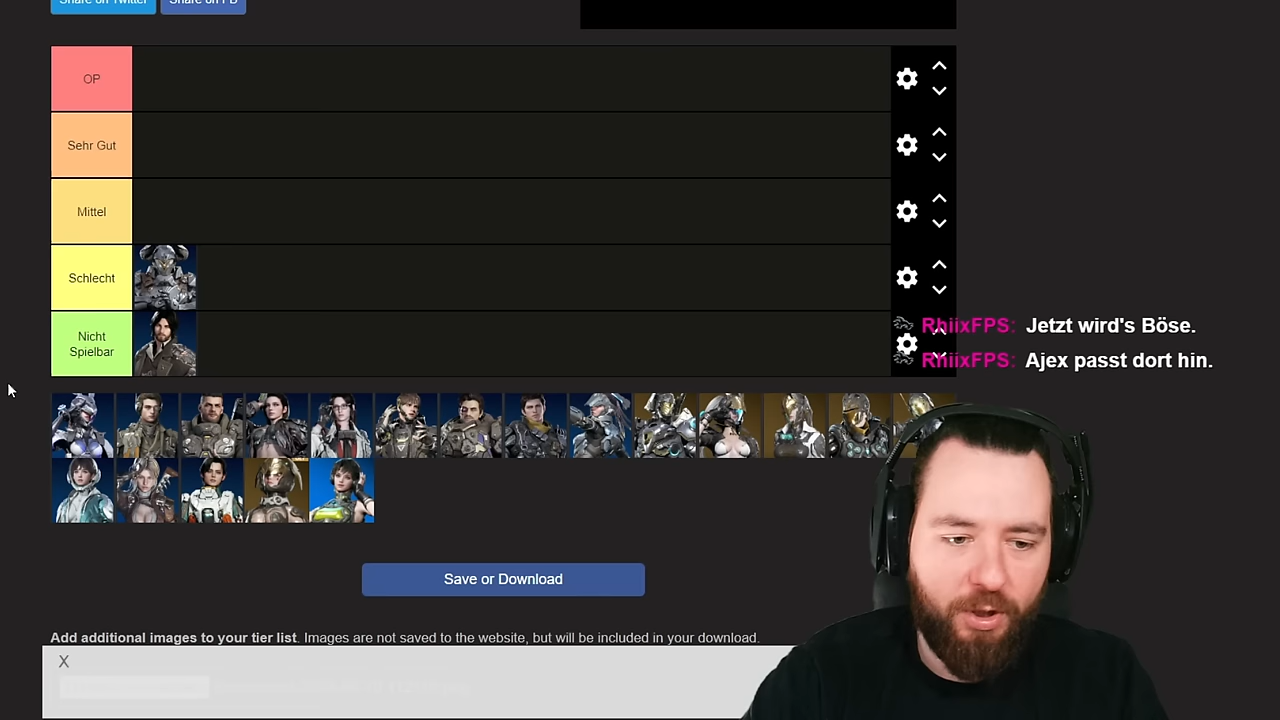 Share on Twitter Share on FB
OP
Sehr Gut
Mittel
Schlecht
Nicht
Spielbar
RhiixFPS: Jetzt wird's Böse.
RhiixFPS: Ajex passt dort hin.
Save or Download
Add additional images to your tier list. Images are not saved to the website, but will be included in your download.
X